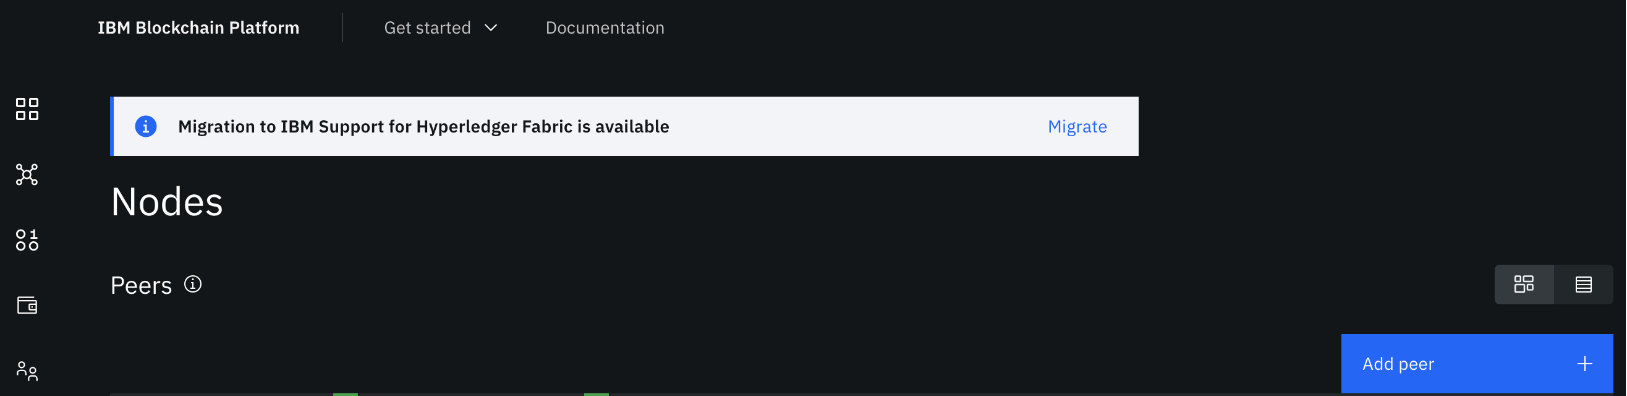 IBM Blockchain Platform
Get started
Documentation
Migration to IBM Support for Hyperledger Fabric is available
Migrate
Nodes
Peers
Add peer